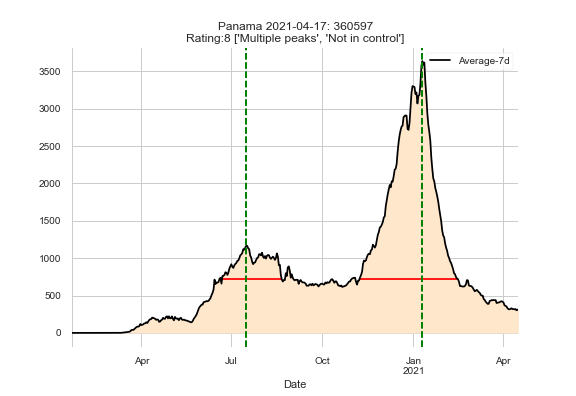 Panama 2021-04-17: 360597
Rating:8 ['Multiple peaks', 'Not in control']
Average-7d
3500
3000
2500
2000
1500
1000
500
0
Apr
Jul
Oct
Jan
2021
Apr
Date